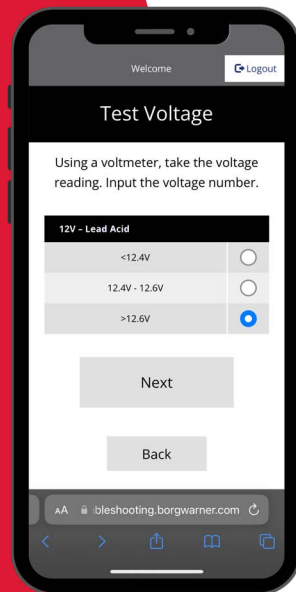 Welcome
Logout
Test Voltage
Using a voltmeter, take the voltage
reading. Input the voltage number.
12V – Lead Acid
<12.4V
12.4V - 12.6V
>12.6V
Next
Back
AA bleshooting.borgwarner.com